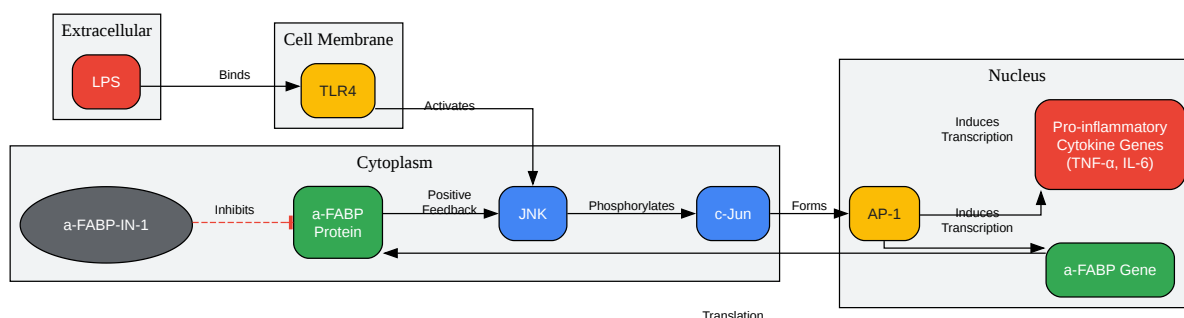 Extracellular
LPS
Binds
Cell Membrane
TLR4
Activates
Cytoplasm
a-FABP-IN-1
Inhibits
a-FABP
Protein
Positive
Feedback
JNK
Phosphorylates
c-Jun
Forms
Nucleus
AP-1
Induces
Transcription
Pro-inflammatory
Cytokine Genes
(TNF-α, IL-6)
Induces
Transcription
a-FABP Gene
Translation